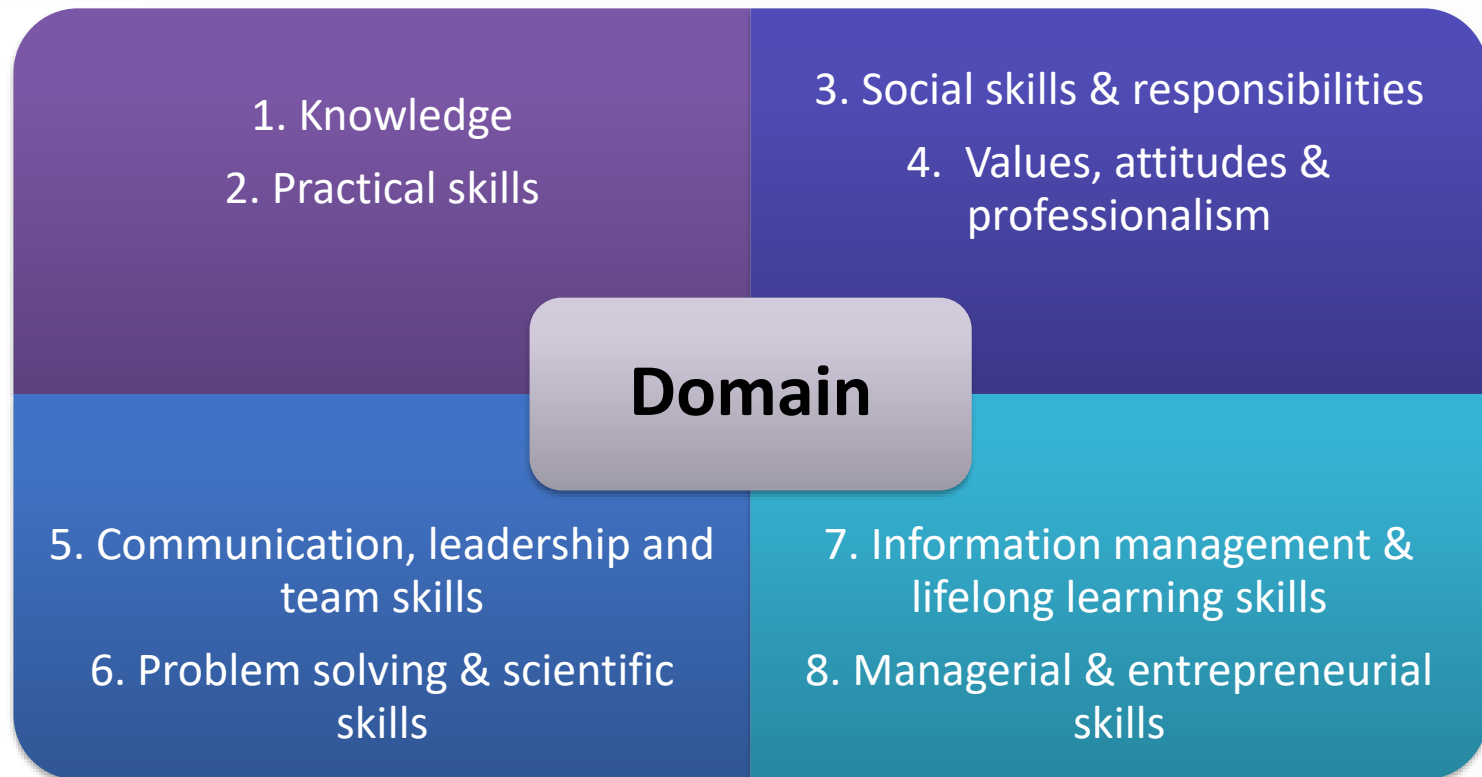 1. Knowledge
2. Practical skills
3. Social skills & responsibilities
4. Values, attitudes &
professionalism
Domain
5. Communication, leadership and
team skills
6. Problem solving & scientific
skills
7. Information management &
lifelong learning skills
8. Managerial & entrepreneurial
skills